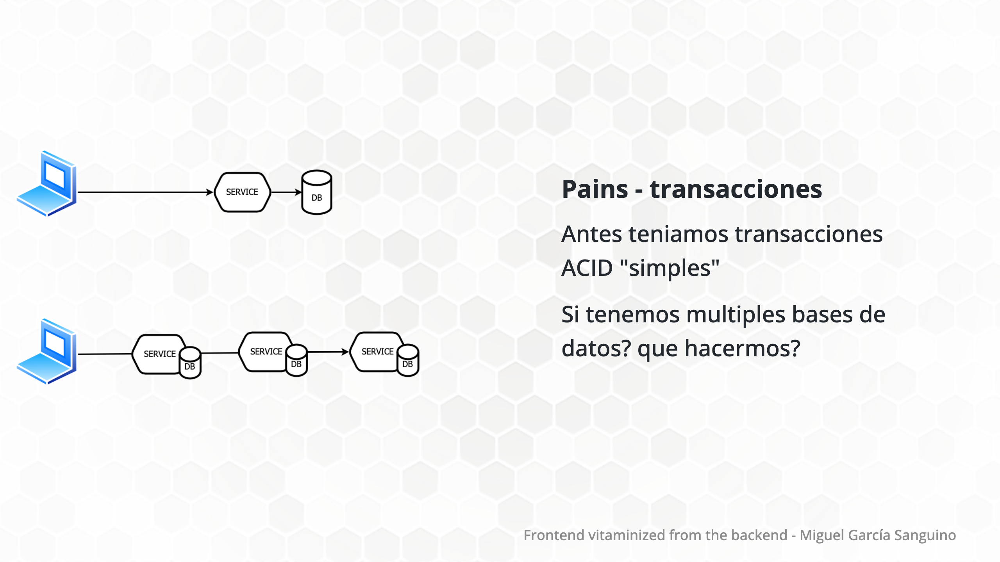 SERVICE
DB
SERVICE
DB
SERVICE
DB
SERVICE
DB
Pains - transacciones
Antes teniamos transacciones
ACID "simples"
Si tenemos multiples bases de
datos? que hacermos?
Frontend vitaminized from the backend - Miguel García Sanguino